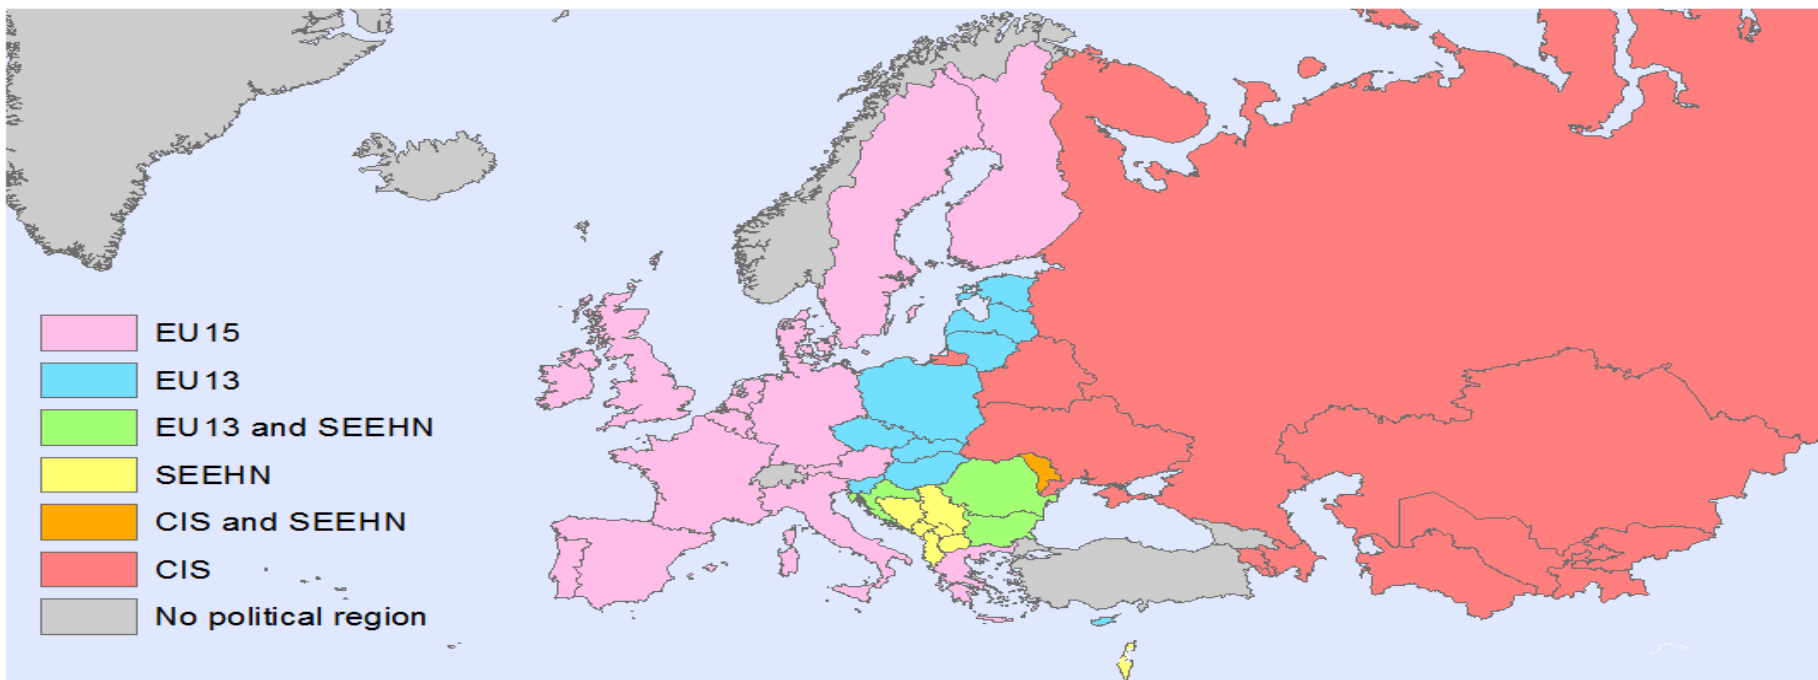 EU15
EU13
EU13 and SEEHN
SEEHN
CIS and SEEHN
CIS
No political region